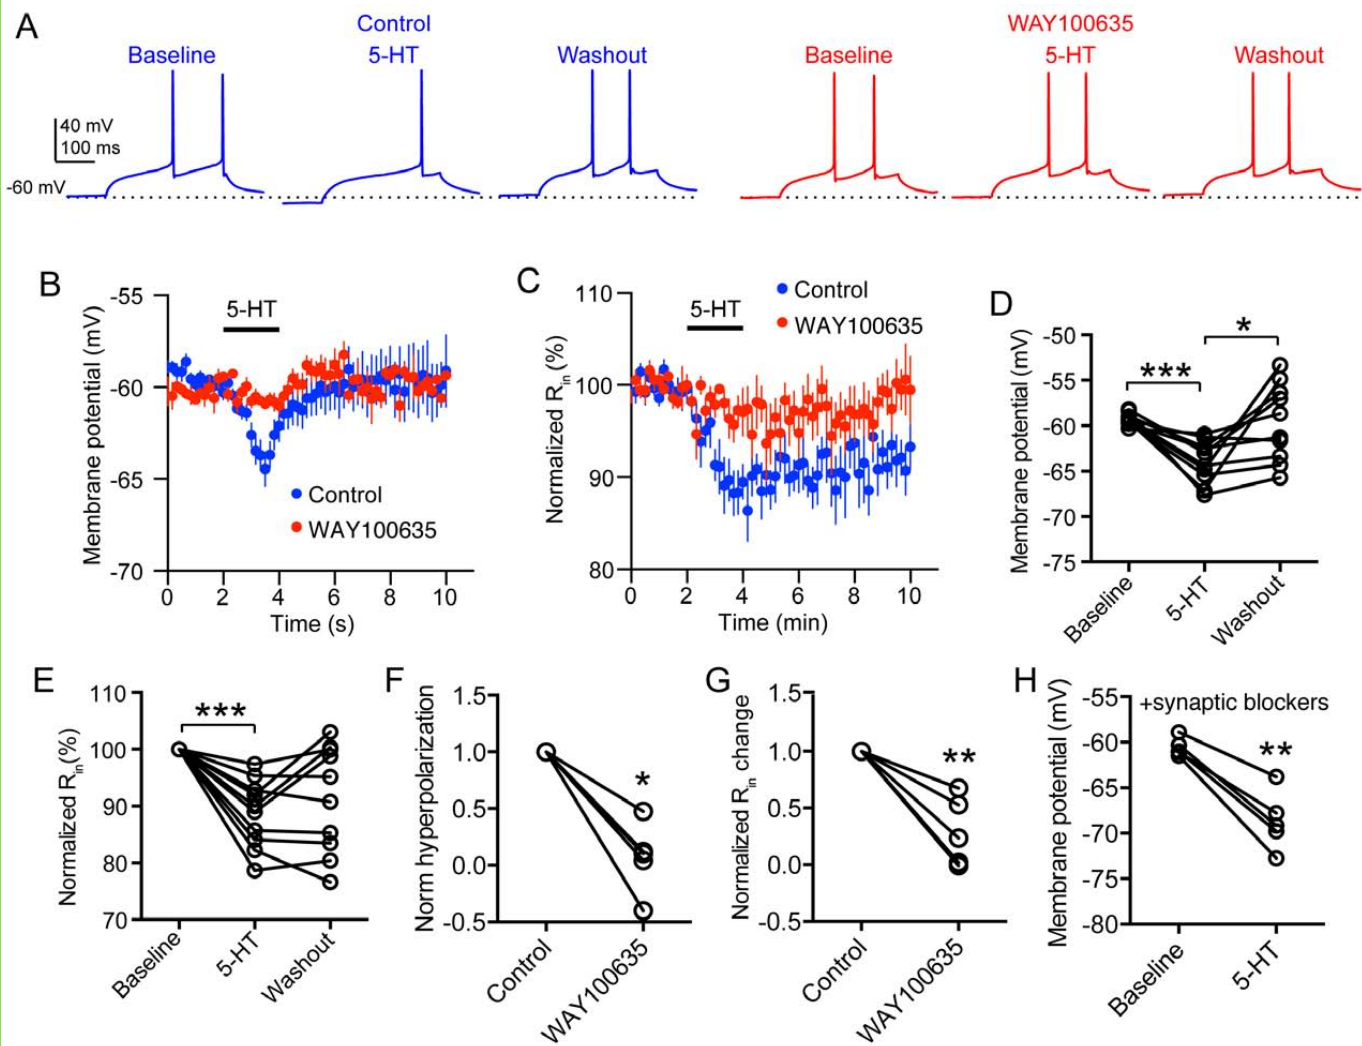 A
Control
WAY100635
Baseline
5-HT
Washout
Baseline
5-HT
Washout
40 mV
100 ms
-60 mV
B
-55
-60
-65
-70
Membrane potential (mV)
5-HT
Control
WAY100635
0 2 4 6 8 10
Time (s)
C
110
100
90
80
Normalized Rin (%)
5-HT
Control
WAY100635
0 2 4 6 8 10
Time (min)
D
-50
-55
-60
-65
-70
-75
Membrane potential (mV)
***
*
Baseline
5-HT
Washout
E
110
100
90
80
70
Normalized Rin(%)
***
Baseline
5-HT
Washout
F
1.5
1.0
0.5
0.0
-0.5
Norm hyperpolarization
*
Control
WAY100635
G
1.5
1.0
0.5
0.0
-0.5
Normalized Rin change
**
Control
WAY100635
H
-55
-60
-65
-70
-75
-80
Membrane potential (mV)
+synaptic blockers
**
Baseline
5-HT